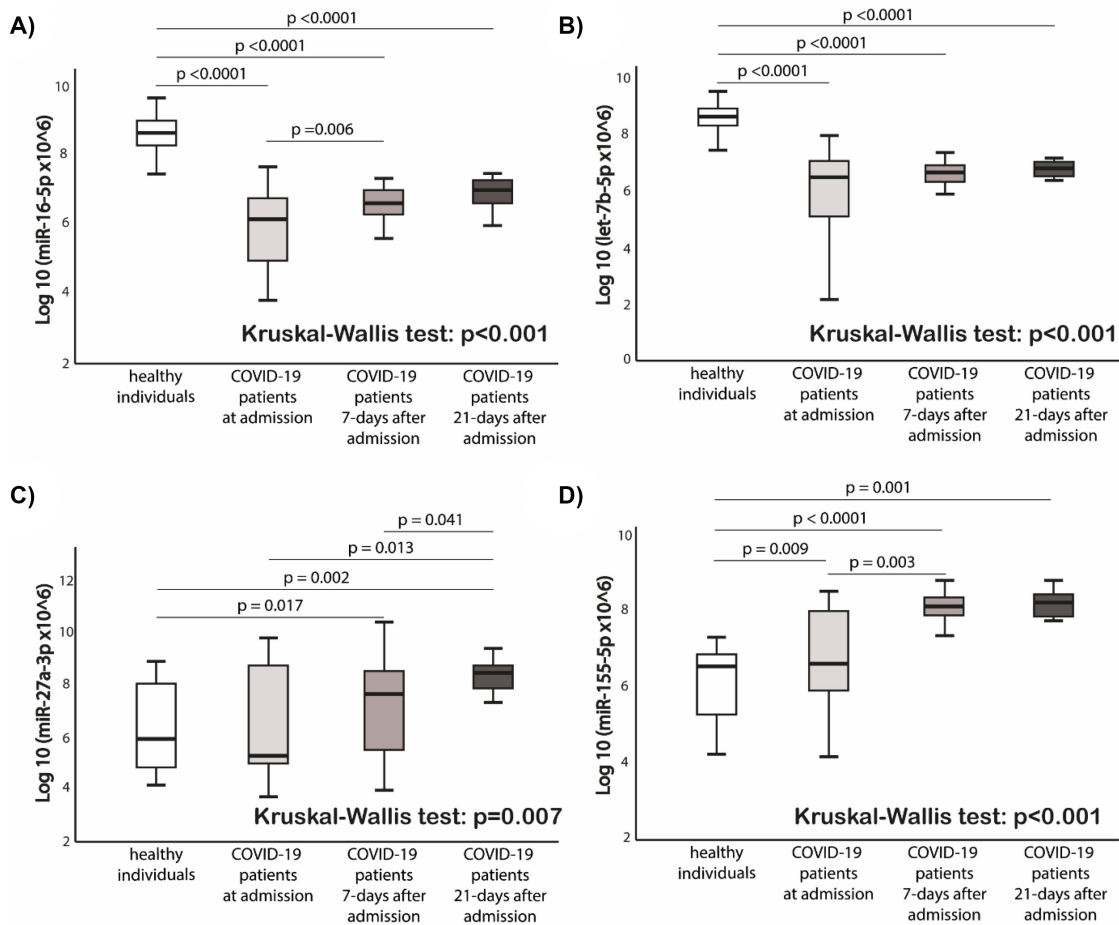 A)
p <0.0001
p <0.0001
p <0.0001
p =0.006
Log 10 (miR-16-5p x10^6)
10
8
6
4
2
Kruskal-Wallis test: p<0.001
healthy
individuals
COVID-19
patients
at admission
COVID-19
patients
7-days after
admission
COVID-19
patients
21-days after
admission
B)
p <0.0001
p <0.0001
p <0.0001
Log 10 (let-7b-5p x10^6)
10
8
6
4
2
0
Kruskal-Wallis test: p<0.001
healthy
individuals
COVID-19
patients
at admission
COVID-19
patients
7-days after
admission
COVID-19
patients
21-days after
admission
C)
p = 0.041
p = 0.013
p = 0.002
p = 0.017
Log 10 (miR-27a-3p x10^6)
12
10
8
6
4
2
Kruskal-Wallis test: p=0.007
healthy
individuals
COVID-19
patients
at admission
COVID-19
patients
7-days after
admission
COVID-19
patients
21-days after
admission
D)
p = 0.001
p < 0.0001
p = 0.009
p = 0.003
Log 10 (miR-155-5p x10^6)
10
8
6
4
2
Kruskal-Wallis test: p<0.001
healthy
individuals
COVID-19
patients
at admission
COVID-19
patients
7-days after
admission
COVID-19
patients
21-days after
admission